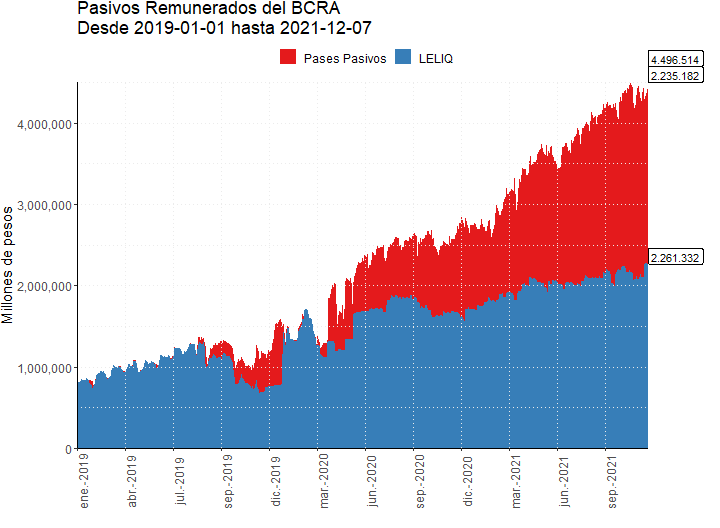 Pasivos Remunerados del BCRA
Desde 2019-01-01 hasta 2021-12-07
Pases Pasivos
LELIQ
4.496.514
2.235.182
2.261.332
Millones de pesos
4,000,000
3,000,000
2,000,000
1,000,000
0
ene.-2019
abr.-2019
jul.-2019
sep.-2019
dic.-2019
mar.-2020
jun.-2020
sep.-2020
dic.-2020
mar.-2021
jun.-2021
sep.-2021